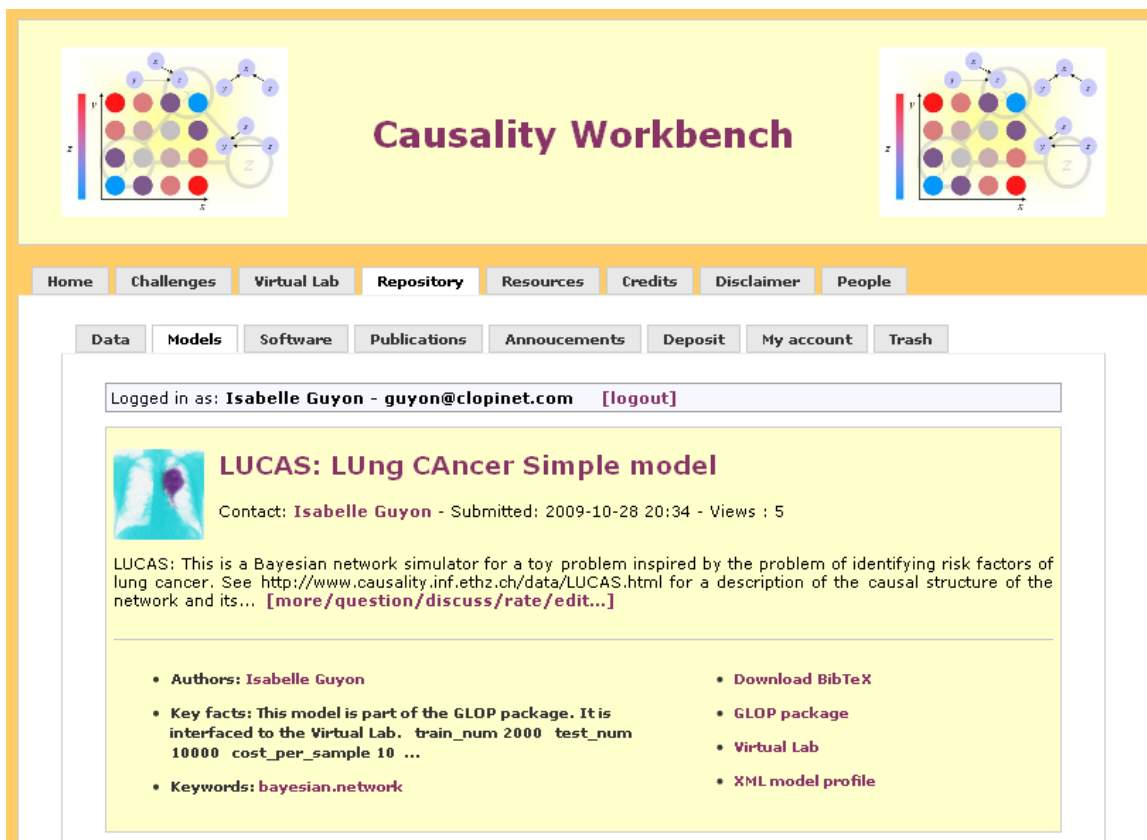 Causality Workbench
Home Challenges Virtual Lab Repository Resources Credits Disclaimer People
Data Models Software Publications Annoucements Deposit My account Trash
Logged in as: Isabelle Guyon - guyon@clopinet.com [logout]
LUCAS: LUng CAncer Simple model
Contact: Isabelle Guyon - Submitted: 2009-10-28 20:34 - Views : 5
LUCAS: This is a Bayesian network simulator for a toy problem inspired by the problem of identifying risk factors of
lung cancer. See http://www.causality.inf.ethz.ch/data/LUCAS.html for a description of the causal structure of the
network and its... [more/question/discuss/rate/edit...]
• Authors: Isabelle Guyon
• Key facts: This model is part of the GLOP package. It is
interfaced to the Virtual Lab. train_num 2000 test_num
10000 cost_per_sample 10 ...
• Keywords: bayesian.network
• Download BibTeX
• GLOP package
• Virtual Lab
• XML model profile